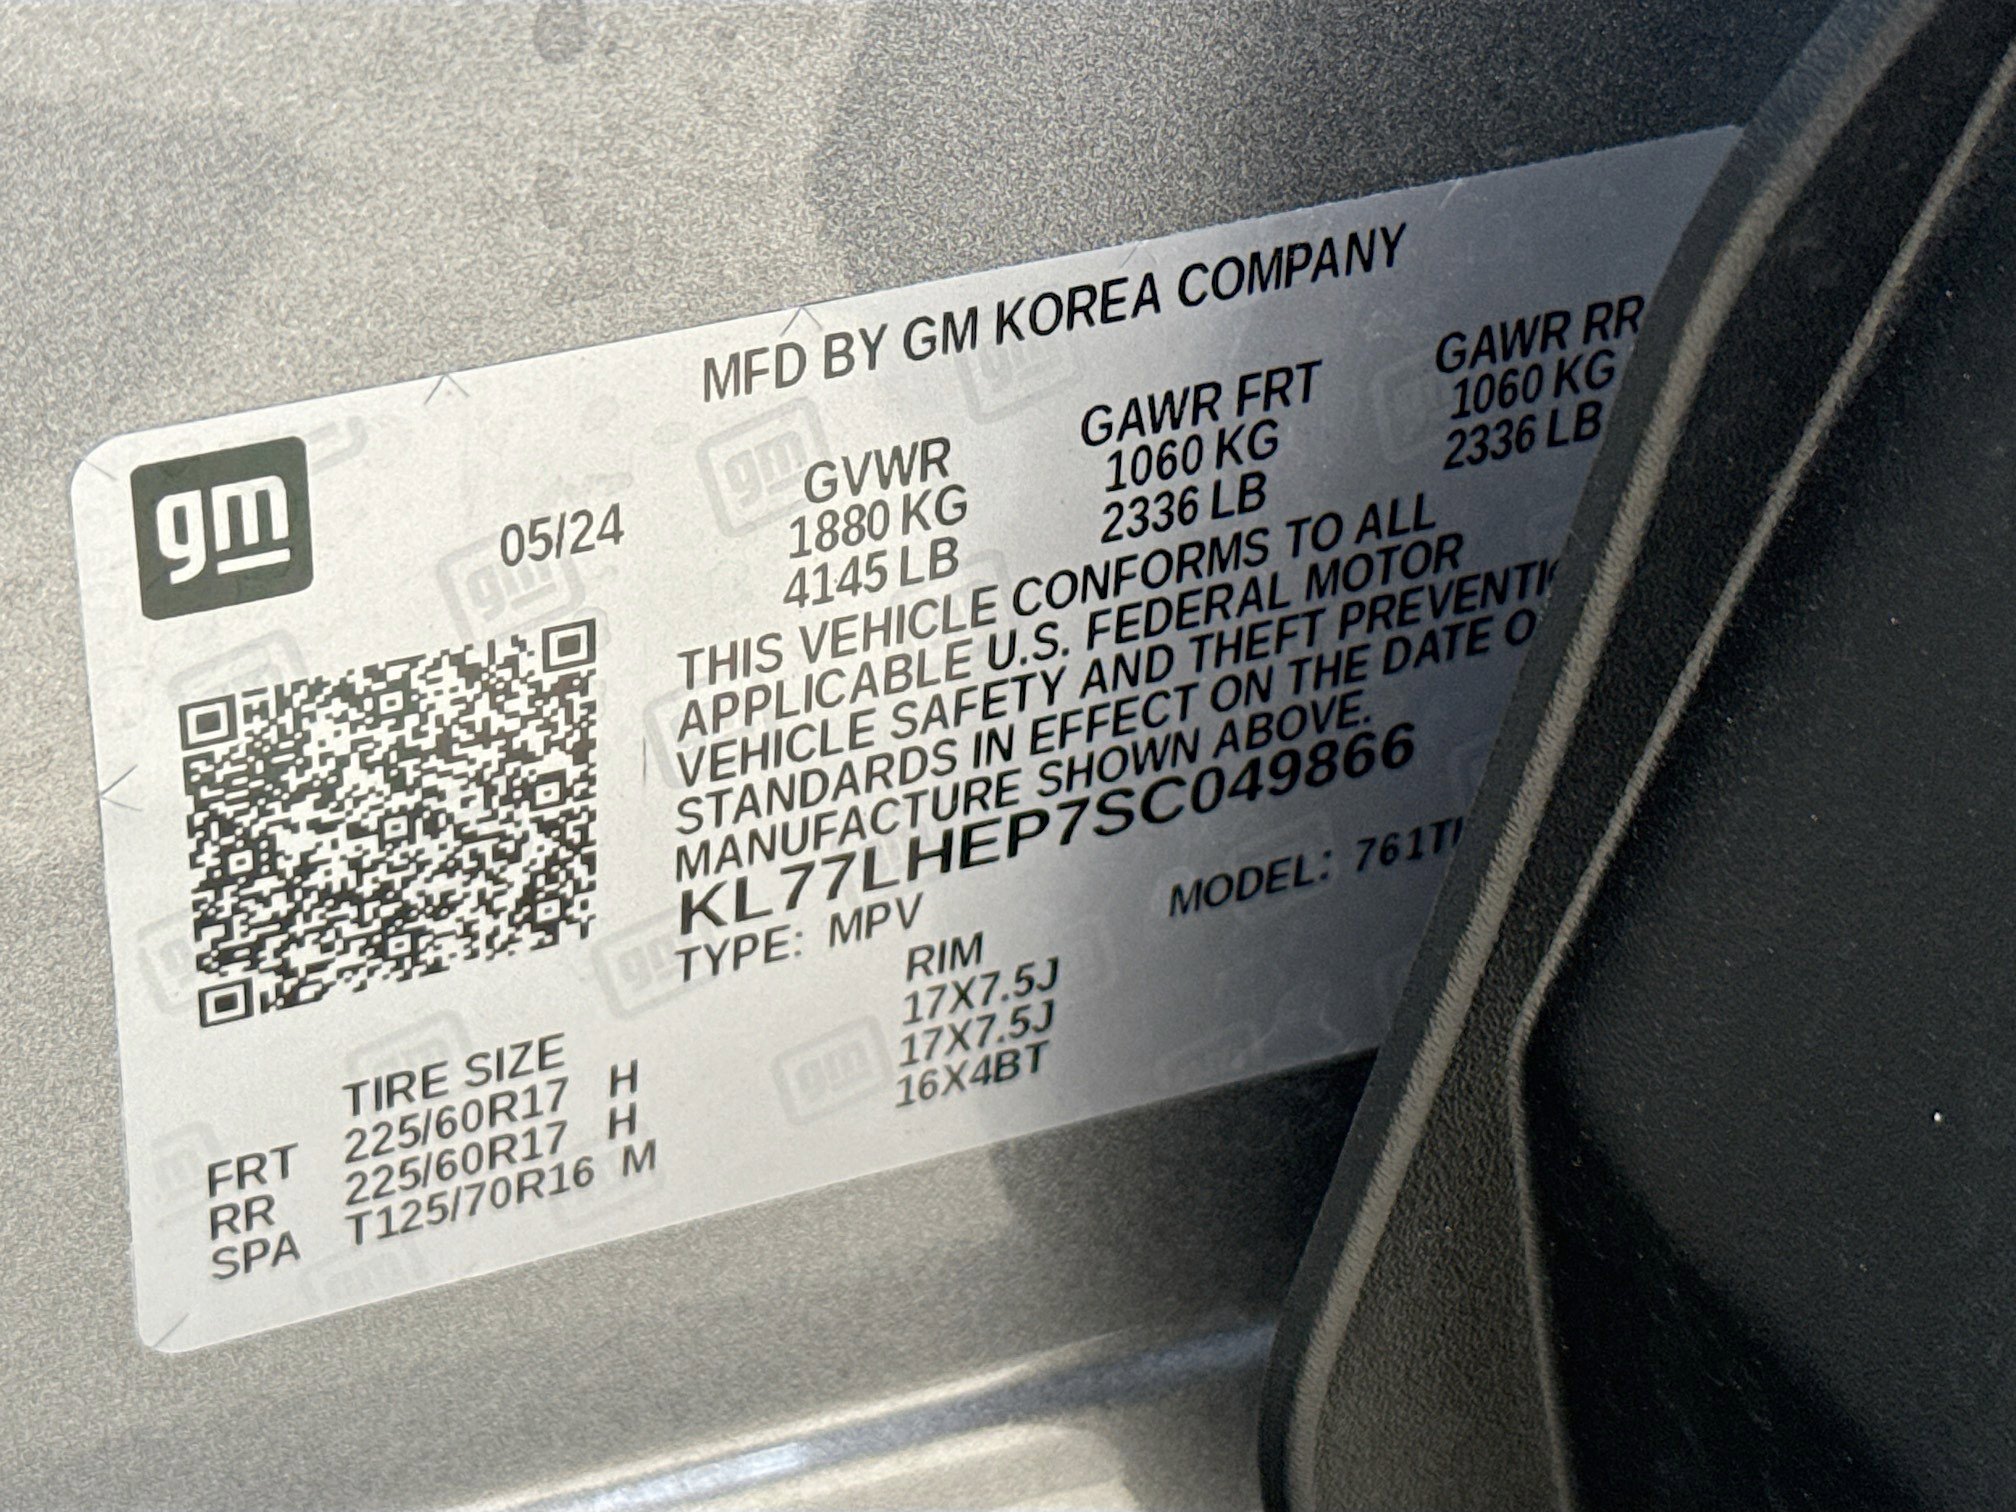 MFD BY GM KOREA COMPANY
gm
05/24
GVWR GAWR FRT GAWR RR
1880 KG 1060 KG 1060 KG
4145 LB 2336 LB 2336 LB
THIS VEHICLE CONFORMS TO ALL
APPLICABLE U.S. FEDERAL MOTOR
VEHICLE SAFETY AND THEFT PREVENTI
STANDARDS IN EFFECT ON THE DATE O
MANUFACTURE SHOWN ABOVE.
KL77LHEP7SC049866
TYPE: MPV MODEL: 761T
TIRE SIZE RIM
FRT 225/60R17 H 17X7.5J
RR 225/60R17 H 17X7.5J
SPA T125/70R16 M 16X4BT